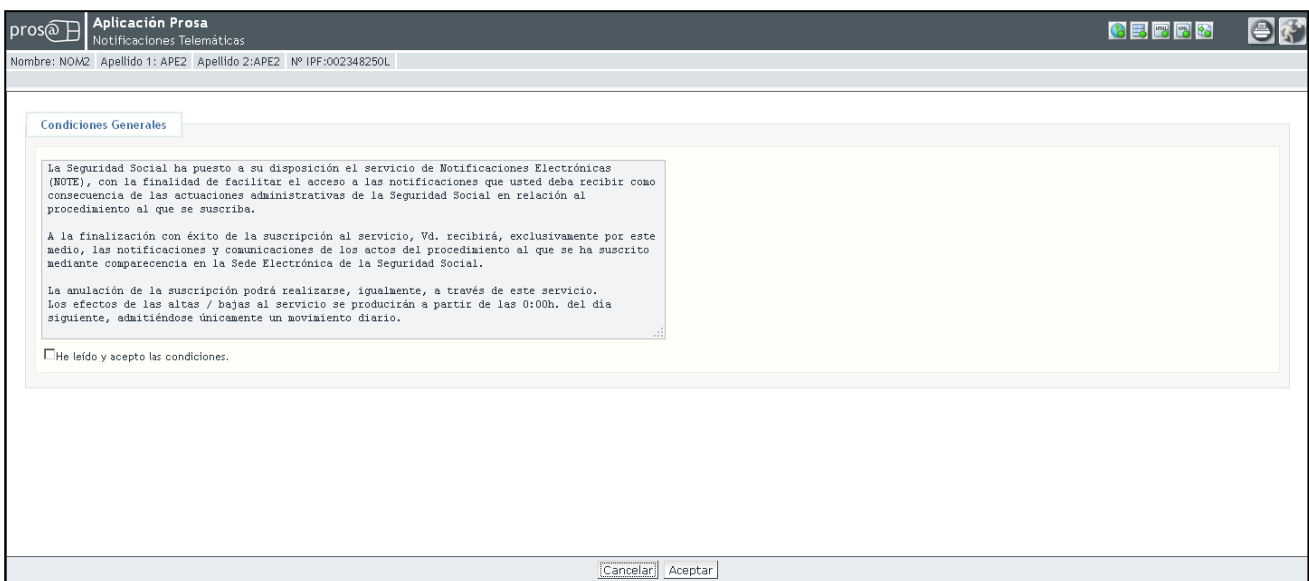 pros@
Aplicación Prosa
Notificaciones Telemáticas
Nombre: NOM2 Apellido 1: APE2 Apellido 2:APE2 Nº IPF:002348250L
Condiciones Generales
La Seguridad Social ha puesto a su disposición el servicio de Notificaciones Electrónicas
(NOTE), con la finalidad de facilitar el acceso a las notificaciones que usted deba recibir como
consecuencia de las actuaciones administrativas de la Seguridad Social en relación al
procedimiento al que se suscriba.
A la finalización con éxito de la suscripción al servicio, Vd. recibirá, exclusivamente por este
medio, las notificaciones y comunicaciones de los actos del procedimiento al que se ha suscrito
mediante comparecencia en la Sede Electrónica de la Seguridad Social.
La anulación de la suscripción podrá realizarse, igualmente, a través de este servicio.
Los efectos de las altas / bajas al servicio se producirán a partir de las 0:00h. del día
siguiente, admitiéndose únicamente un movimiento diario.
He leído y acepto las condiciones.
Cancelar Aceptar